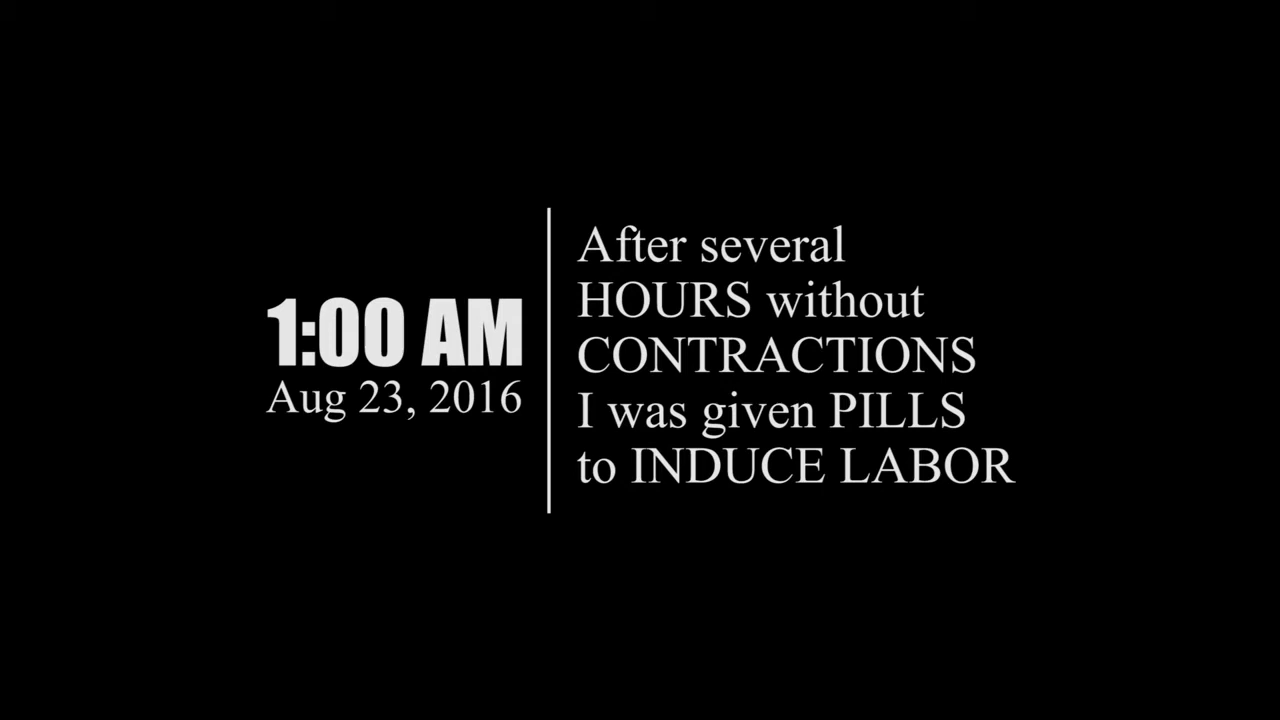 1:00 AM
Aug 23, 2016
After several
HOURS without
CONTRACTIONS
I was given PILLS
to INDUCE LABOR